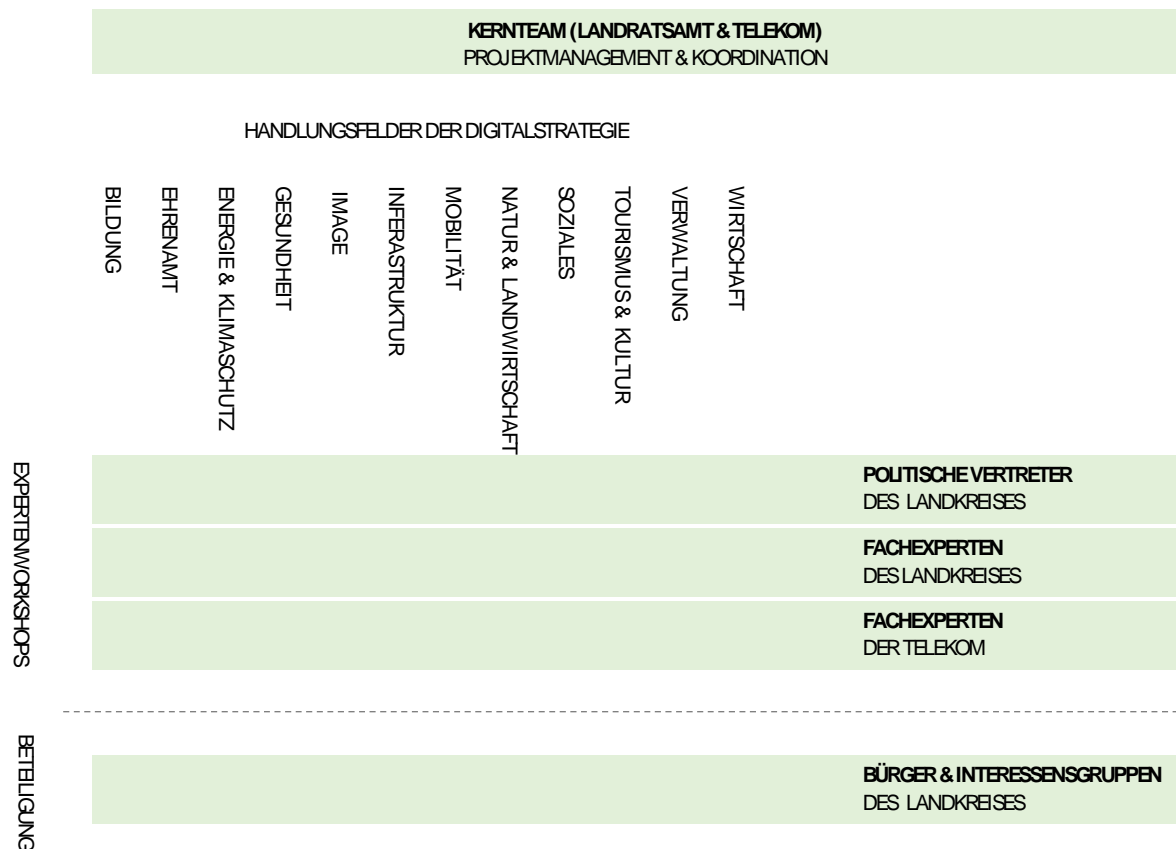 KERNTEAM (LANDRATSAMT & TELEKOM)
PROJEKTMANAGEMENT & KOORDINATION
HANDLUNGSFELDER DER DIGITALSTRATEGIE
BILDUNG
EHRENAMT
ENERGIE & KLIMASCHUTZ
GESUNDHEIT
IMAGE
INFERASTRUKTUR
MOBILITÄT
NATUR & LANDWIRTSCHAFT
SOZIALES
TOURISMUS & KULTUR
VERWALTUNG
WIRTSCHAFT
EXPERTENWORKSHOPS
POLITISCHE VERTRETER
DES LANDKREISES
FACHEXPERTEN
DES LANDKREISES
FACHEXPERTEN
DER TELEKOM
BETEILIGUNG
BÜRGER & INTERESSENSGRUPPEN
DES LANDKREISES